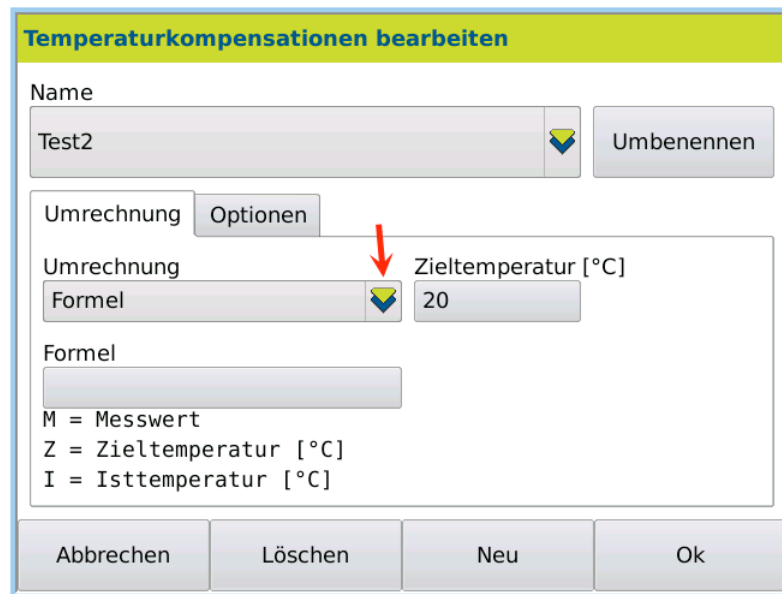 Temperaturkompensationen bearbeiten
Name
Test2
Umbenennen
Umrechnung
Optionen
Umrechnung
Zieltemperatur [°C]
Formel
20
Formel
M = Messwert
Z = Zieltemperatur [°C]
I = Isttemperatur [°C]
Abbrechen
Löschen
Neu
Ok